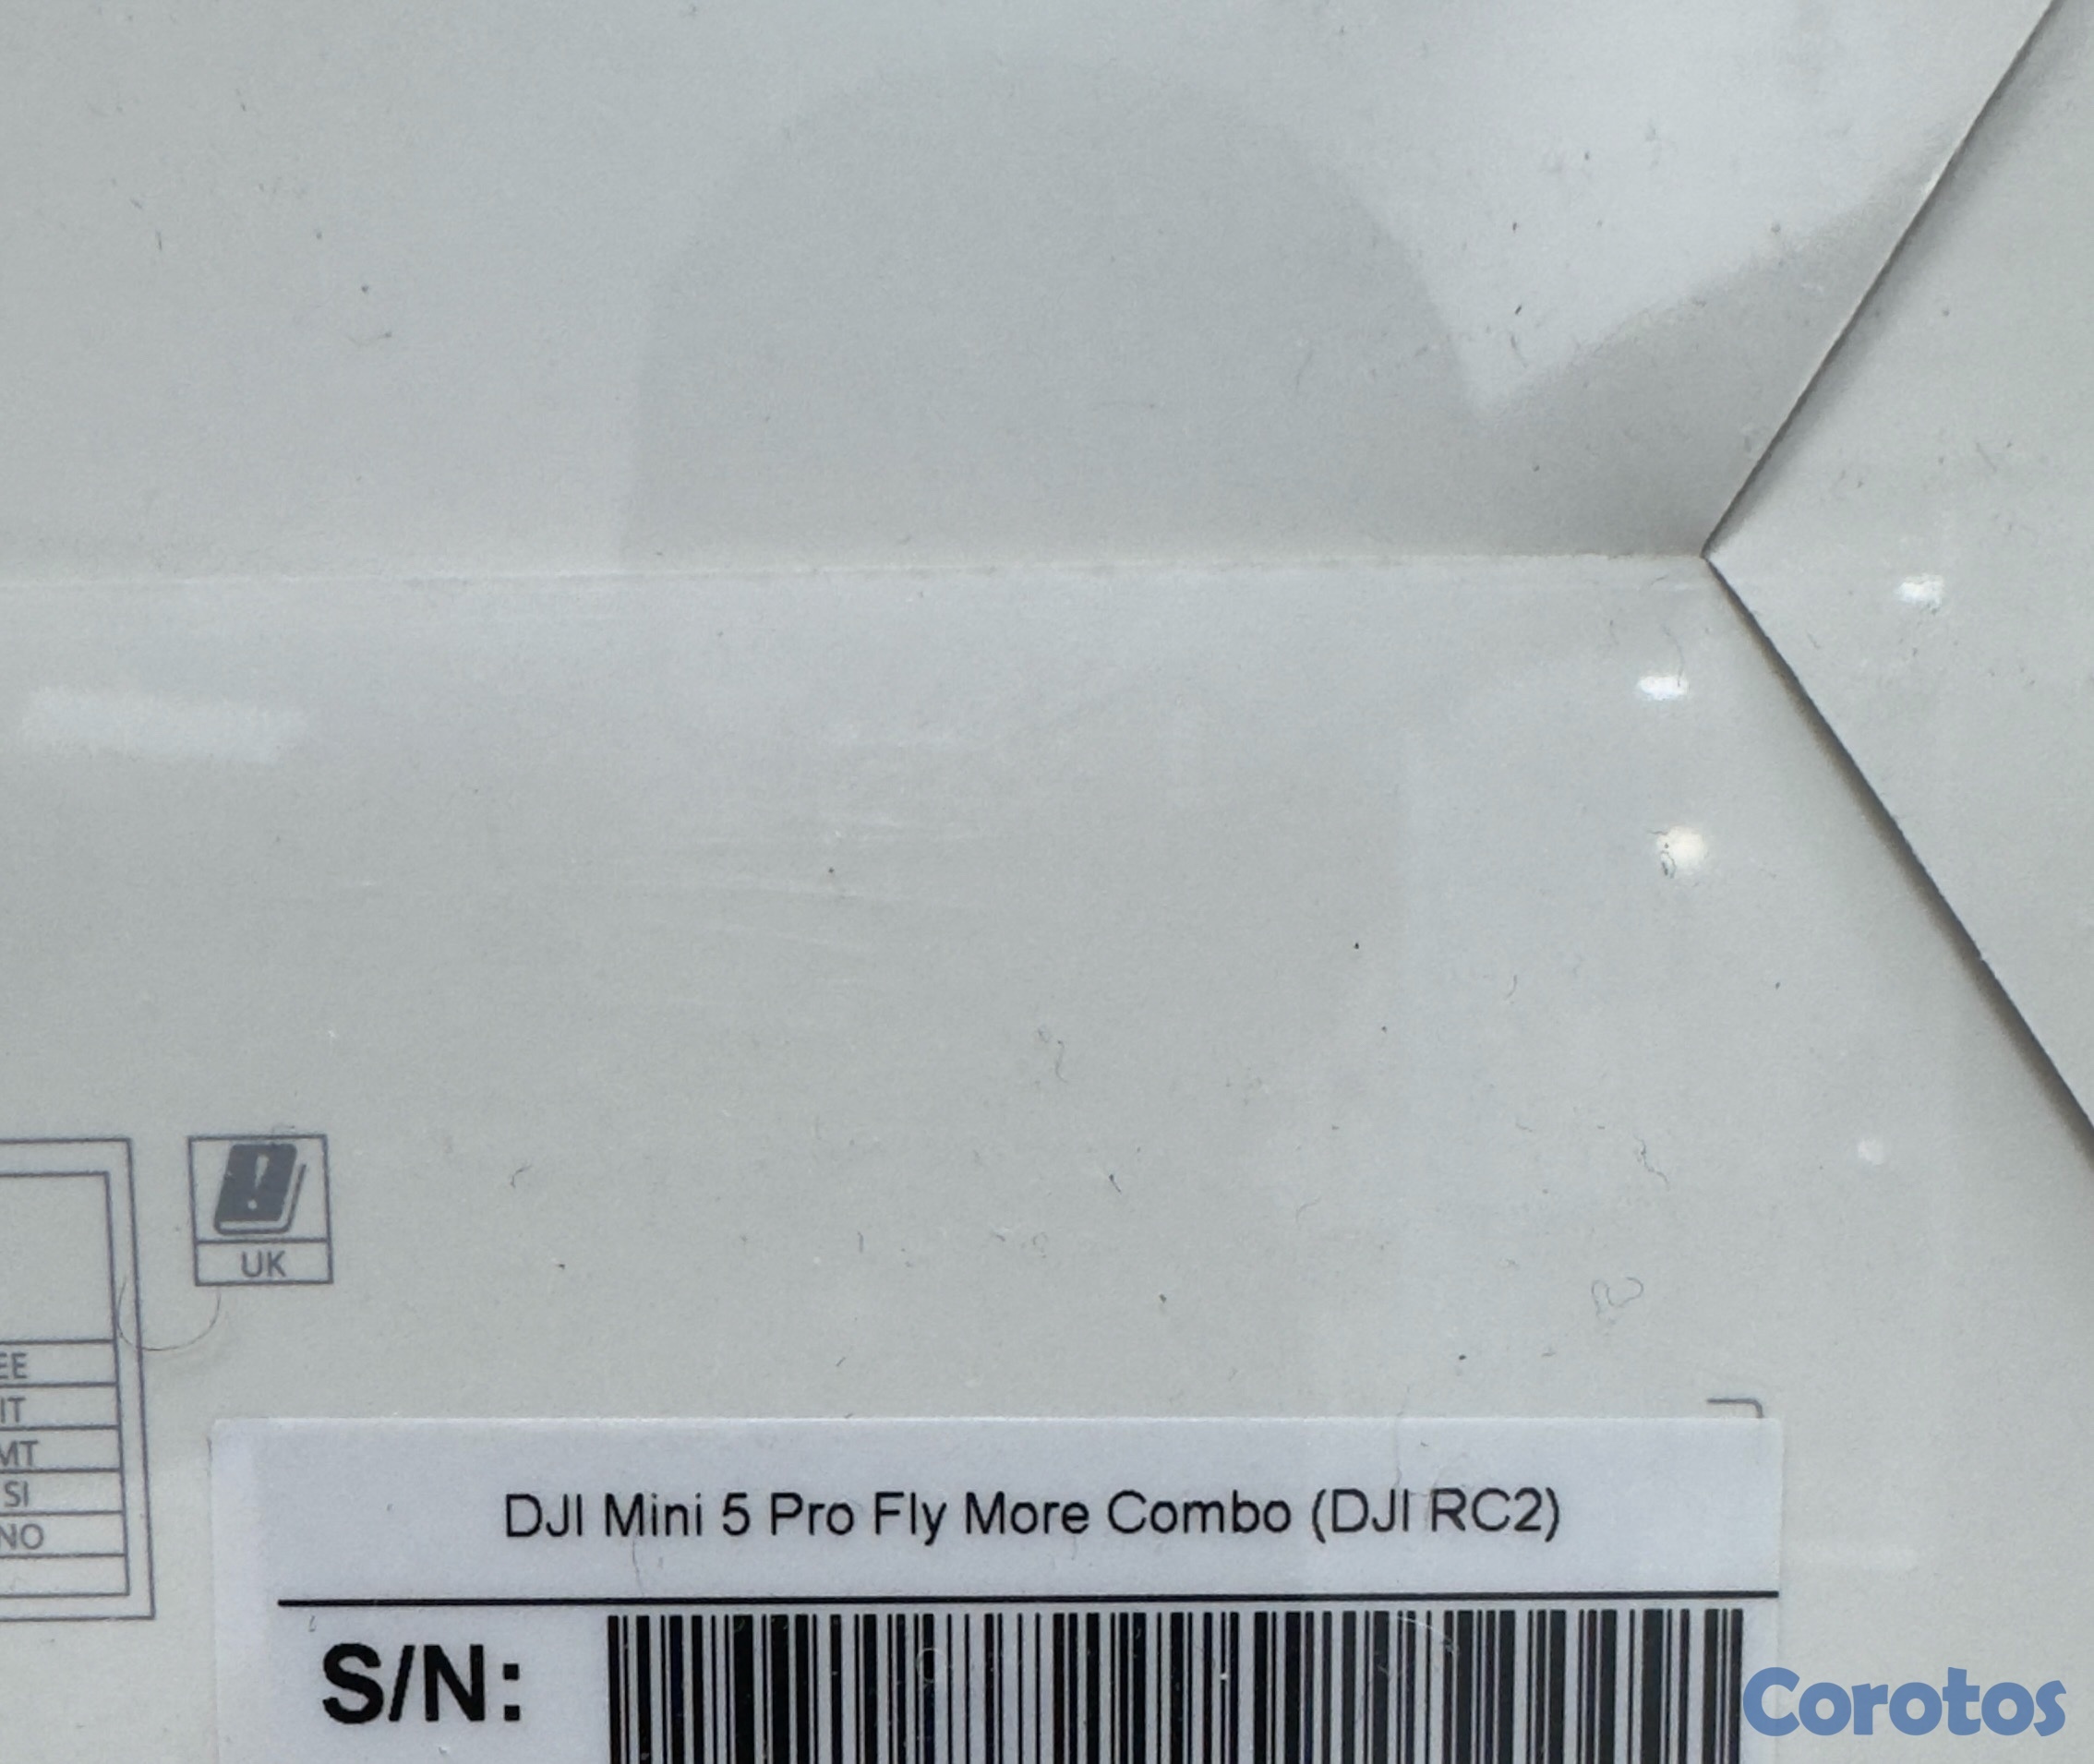 UK
EE
IT
MT
SI
NO
DJI Mini 5 Pro Fly More Combo (DJI RC2)
S/N:
Corotos